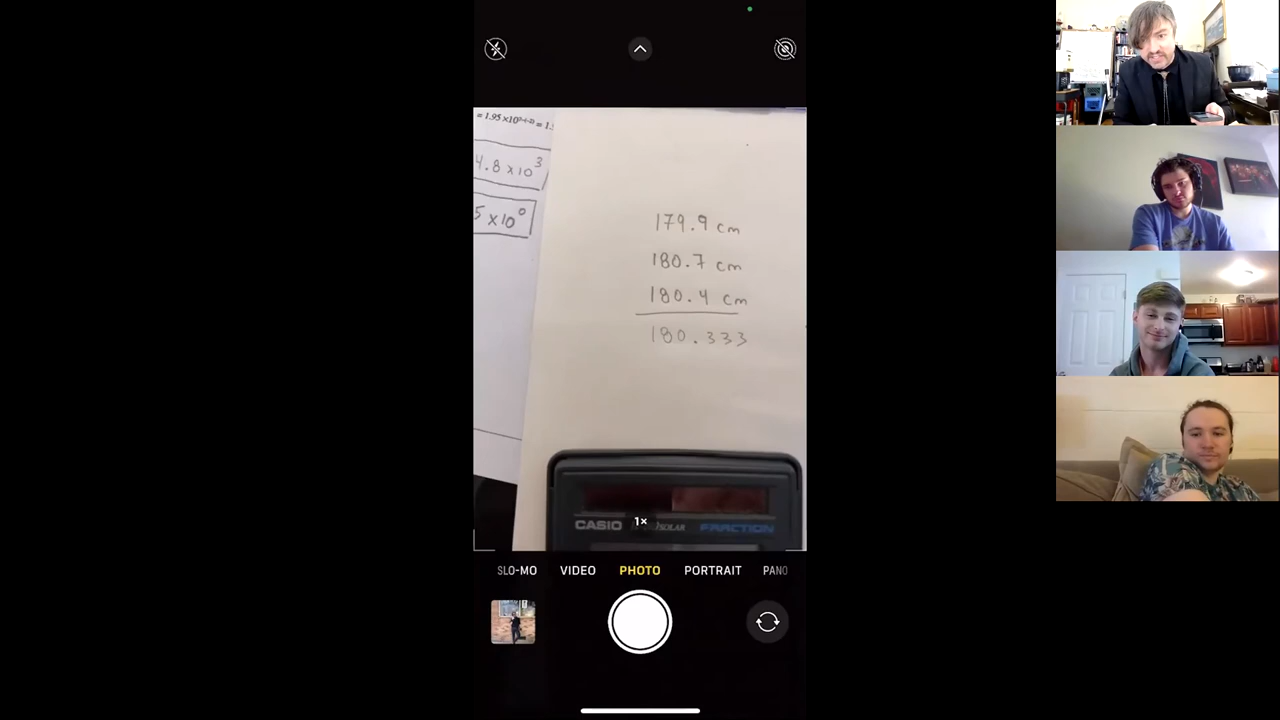 = 1.95 ×10
4.8 × 10³
5 × 10⁰
179.9 cm
180.7 cm
180.4 cm
180.333
CASIO
SOLAR
FRACTION
1×
SLO-MO VIDEO PHOTO PORTRAIT PANO